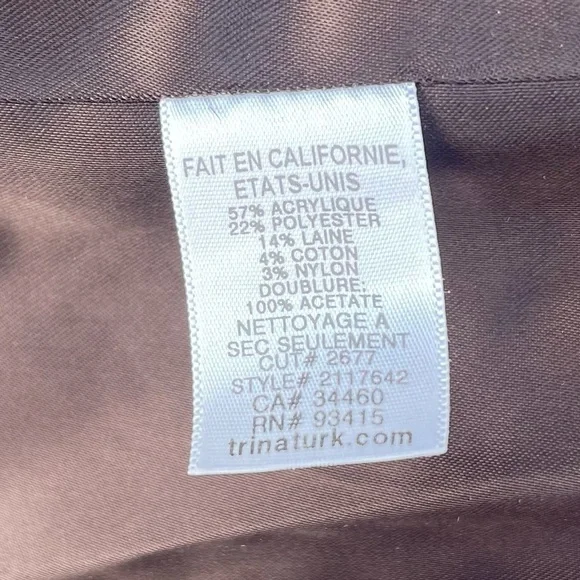 FAIT EN CALIFORNIE,
ETATS-UNIS
57% ACRYLIQUE
22% POLYESTER
14% LAINE
4% COTON
3% NYLON
DOUBLURE:
100% ACETATE
NETTOYAGE A
SEC SEULEMENT
CUT# 2677
STYLE# 2117642
CA# 34460
RN# 93415
trinaturk.com